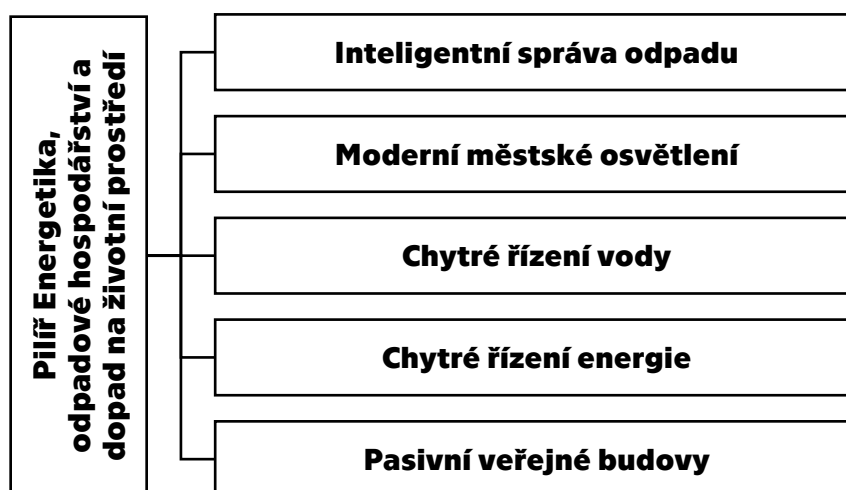 Pilíř Energetika,
odpadové hospodářství a
dopad na životní prostředí
Inteligentní správa odpadu
Moderní městské osvětlení
Chytré řízení vody
Chytré řízení energie
Pasivní veřejné budovy